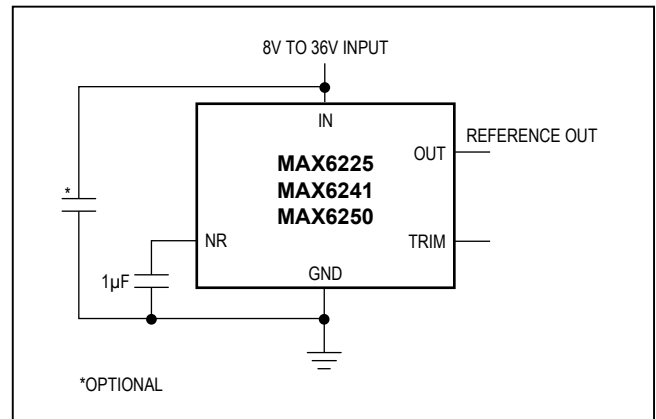 8V TO 36V INPUT
IN
OUT
REFERENCE OUT
MAX6225
MAX6241
MAX6250
*
NR
TRIM
1µF
GND
*OPTIONAL